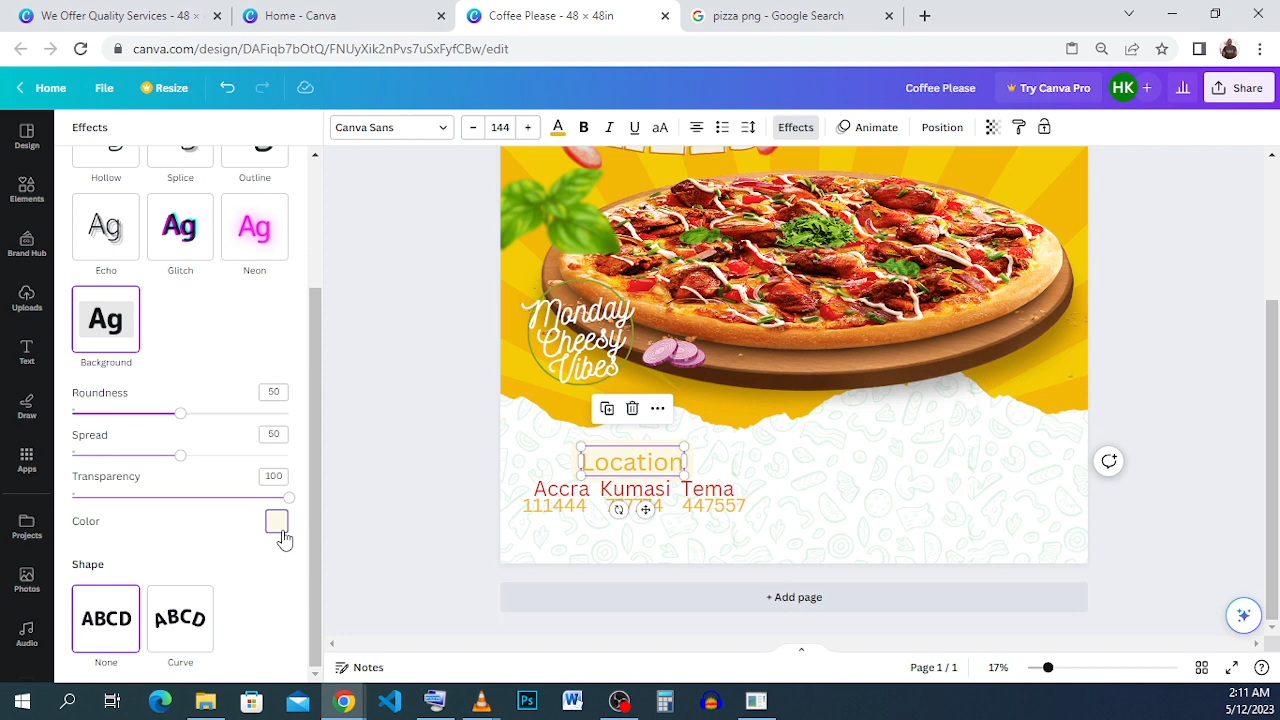 We Offer Quality Services - 48 ×
Home - Canva
Coffee Please - 48 × 48in
pizza png - Google Search
canva.com/design/DAFiqb7bOtQ/FNUyXik2nPvs7uSxFyfCBw/edit
Home
File
Resize
Coffee Please
Try Canva Pro
HK
Share
Design
Elements
Brand Hub
Uploads
Text
Draw
Apps
Projects
Photos
Audio
Effects
Hollow
Splice
Outline
Ag
Ag
Ag
Echo
Glitch
Neon
Ag
Background
Roundness
50
Spread
50
Transparency
100
Color
Shape
ABCD
ABCD
None
Curve
Canva Sans
144
B
I
U
aA
Effects
Animate
Position
Monday
Cheesy
Vibes
Location
Accra Kumasi Tema
111444
447557
+ Add page
Notes
Page 1 / 1
17%
2:11 AM
5/12/2023